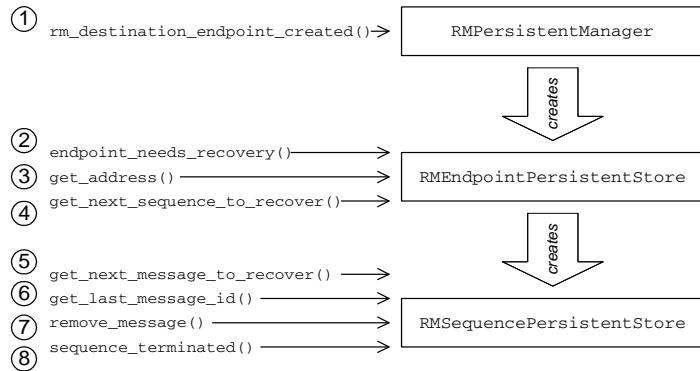 ① rm_destination_endpoint_created() RMPersistentManager
creates
② endpoint_needs_recovery()
③ get_address() RMEndpointPersistentStore
④ get_next_sequence_to_recover()
creates
⑤ get_next_message_to_recover()
⑥ get_last_message_id()
⑦ remove_message() RMSequencePersistentStore
⑧ sequence_terminated()